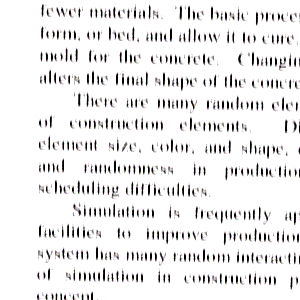 fewer materials. The basic proce
form, or bed, and allow it to cure.
mold for the concrete. Changin
alters the final shape of the concre
There are many random elem
of construction elements. Di
element size, color, and shape,
and randomness in production
scheduling difficulties.
Simulation is frequently ap
facilities to improve production
system has many random interacti
of simulation in construction p
concept.